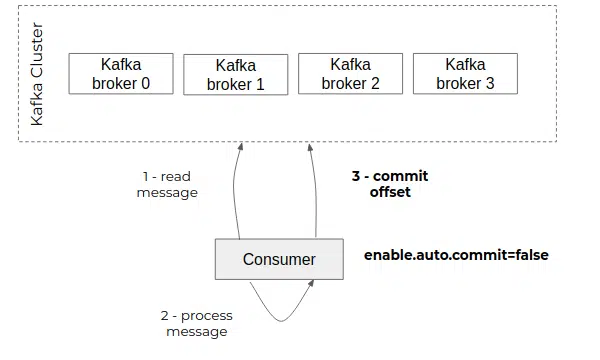 Kafka Cluster
Kafka
broker 0
Kafka
broker 1
Kafka
broker 2
Kafka
broker 3
1 - read
message
3 - commit
offset
Consumer
enable.auto.commit=false
2 - process
message